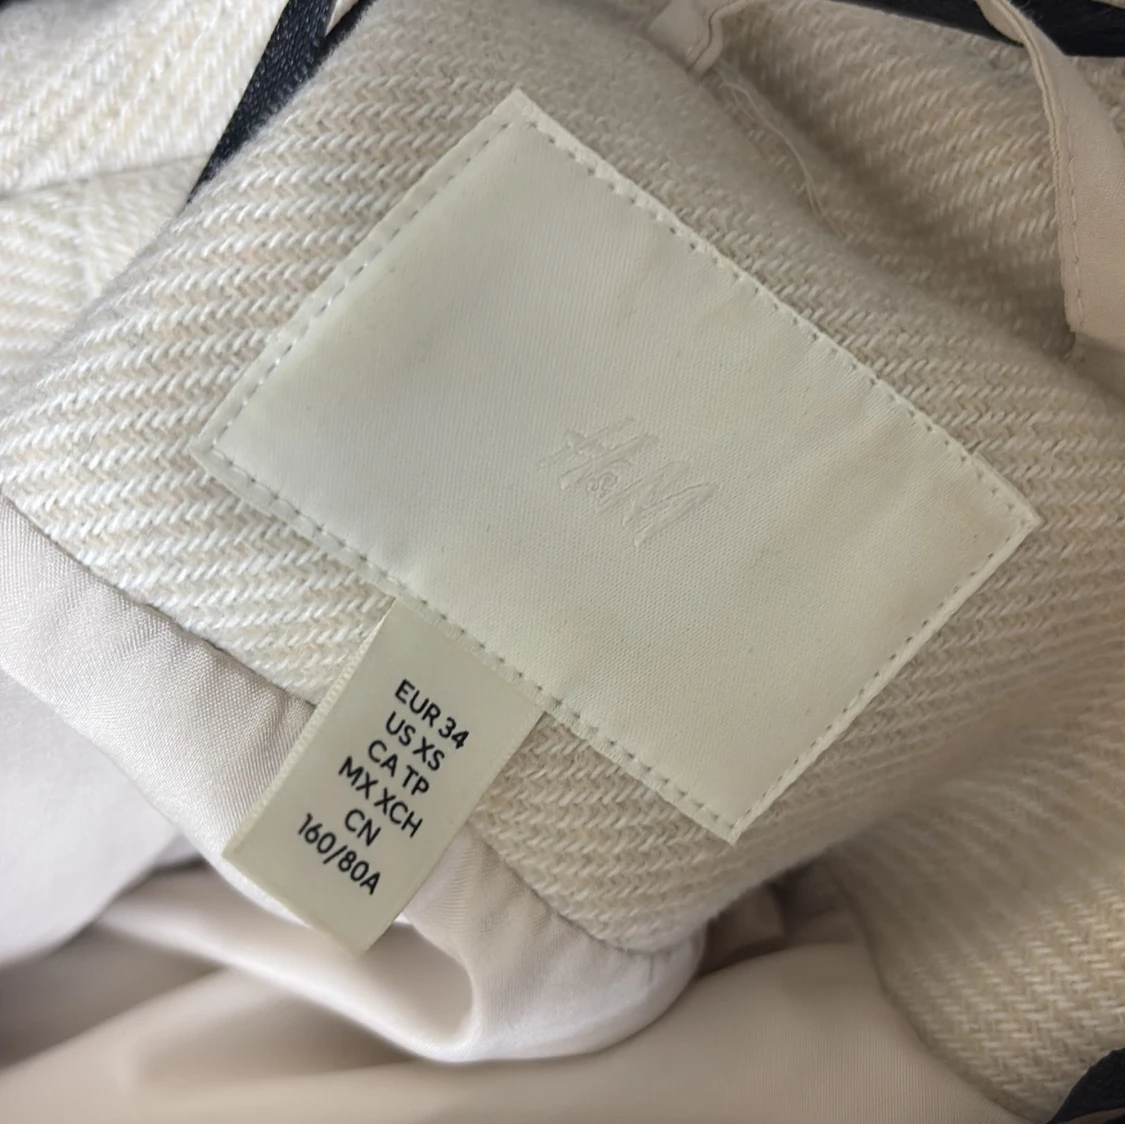 H&M
EUR 34
US XS
CA TP
MX XCH
CN
160/80A